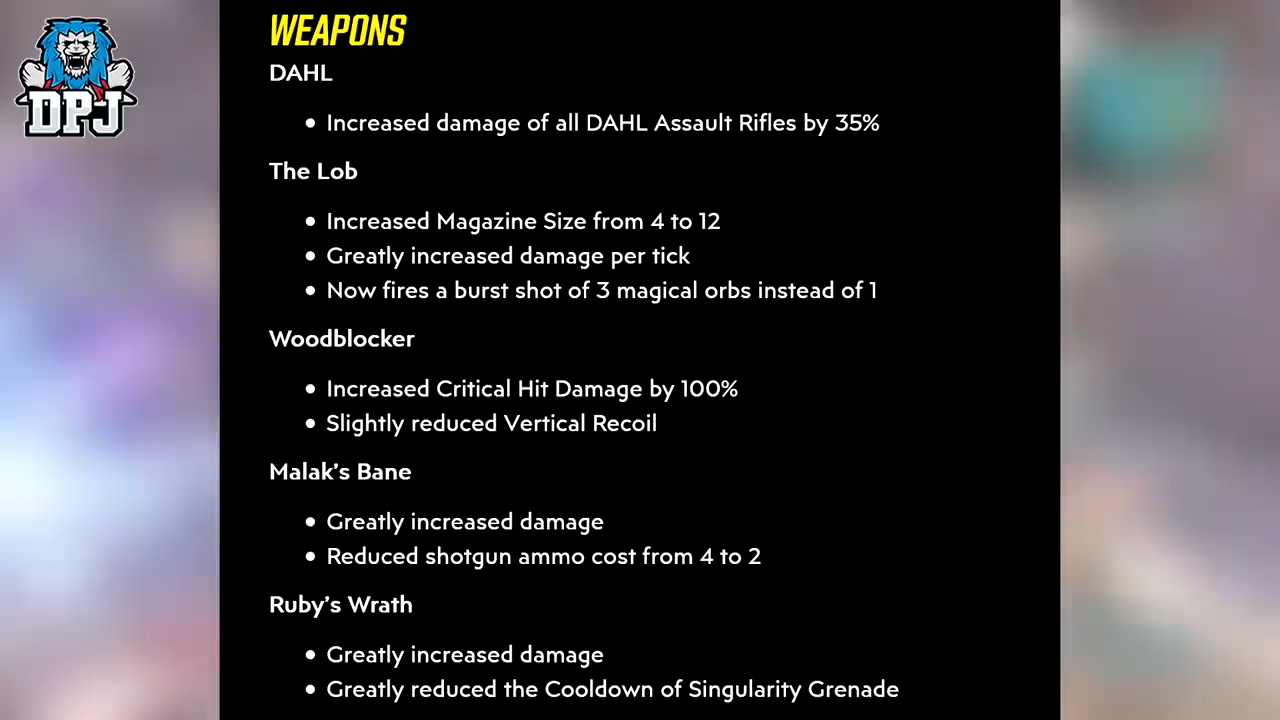 DPJ
WEAPONS
DAHL
• Increased damage of all DAHL Assault Rifles by 35%
The Lob
• Increased Magazine Size from 4 to 12
• Greatly increased damage per tick
• Now fires a burst shot of 3 magical orbs instead of 1
Woodblocker
• Increased Critical Hit Damage by 100%
• Slightly reduced Vertical Recoil
Malak’s Bane
• Greatly increased damage
• Reduced shotgun ammo cost from 4 to 2
Ruby’s Wrath
• Greatly increased damage
• Greatly reduced the Cooldown of Singularity Grenade